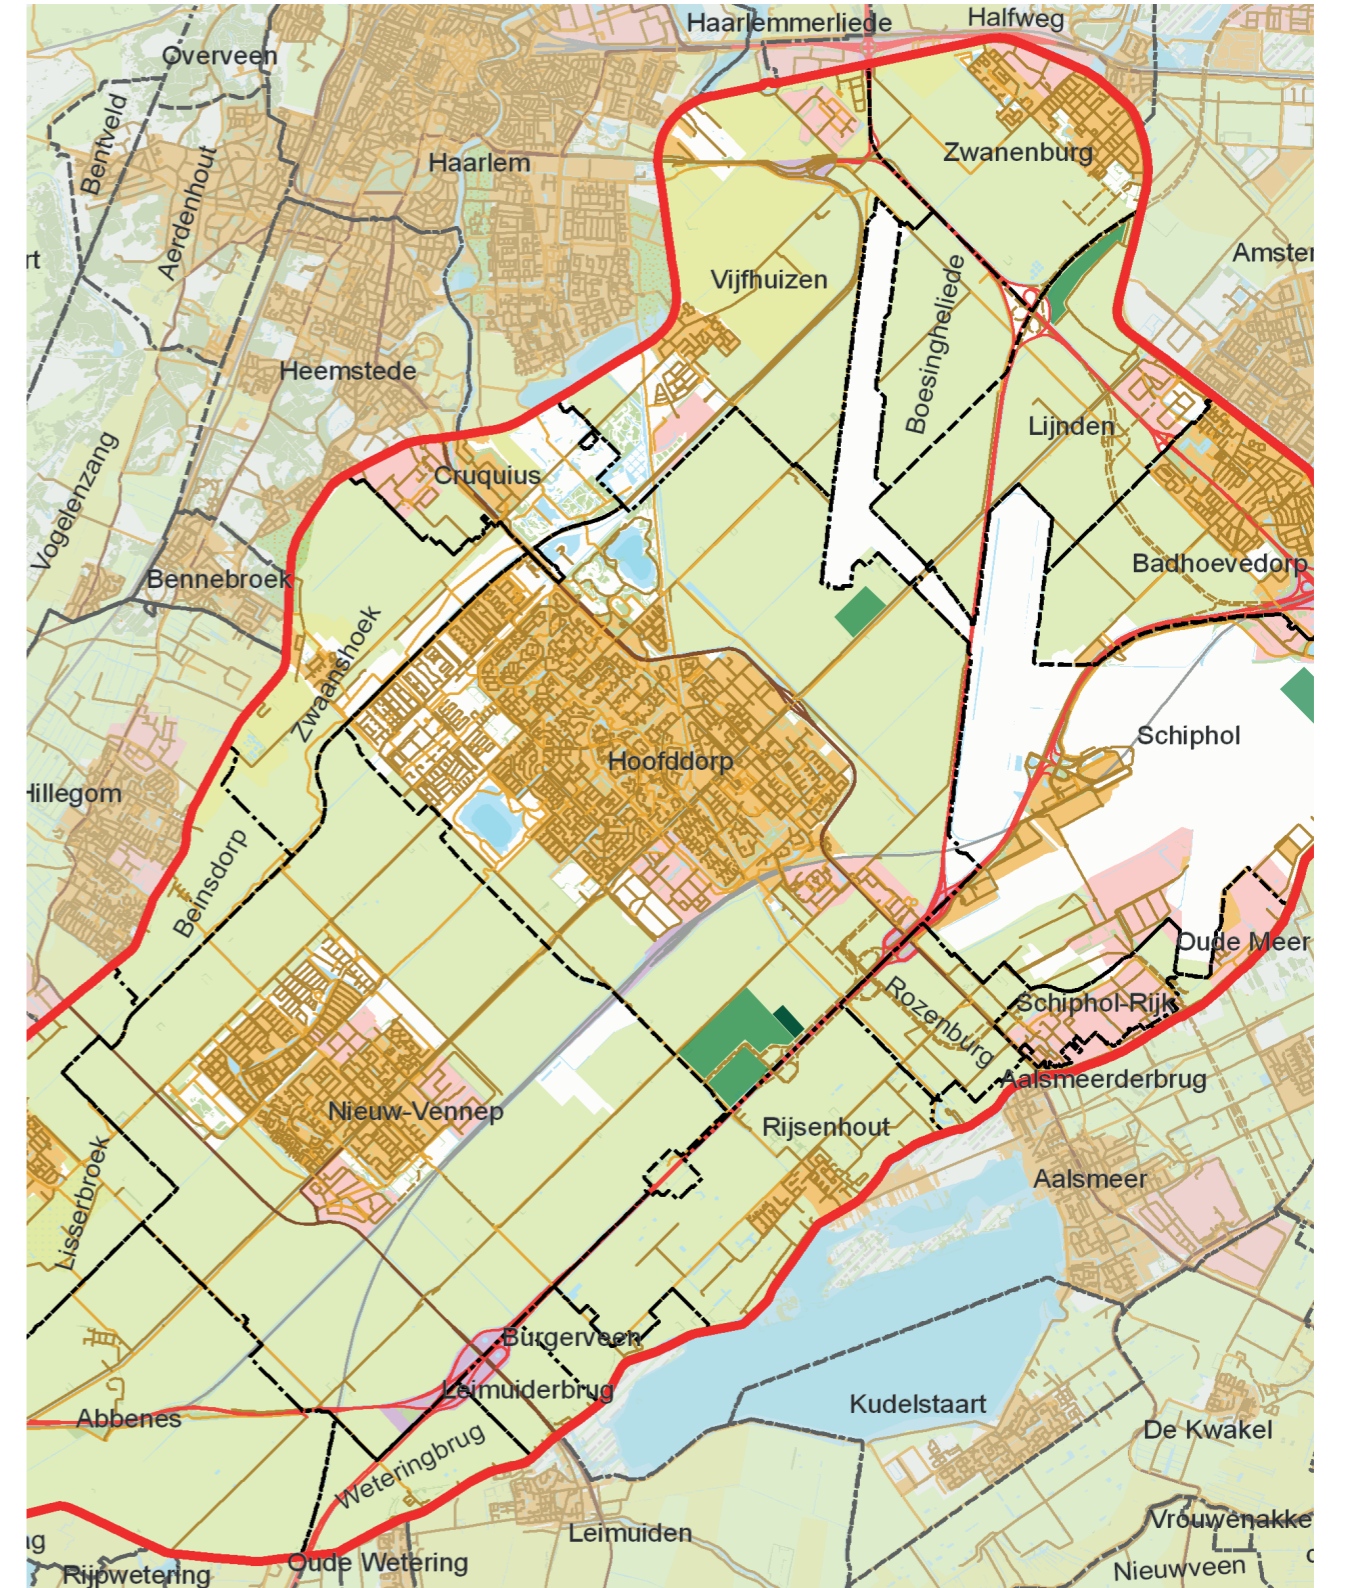 Haarlemmerliede
Halfweg
Overveen
Bentveld
Haarlem
Zwanenburg
Aerdenhout
rt
Amster
Vijfhuizen
Boesingheliede
Heemstede
Lijnden
Cruquius
Vogelenzang
Badhoevedorp
Bennebroek
Zwaanshoek
Schiphol
Hoofddorp
Hillegom
Beinsdorp
Oude Meer
Rozenburg
Schiphol-Rijk
Aalsmeerderbrug
Nieuw-Vennep
Rijsenhout
Aalsmeer
Lisserbroek
Burgerveen
Leimuiderbrug
Abbenes
Kudelstaart
De Kwakel
Weteringbrug
Vrouwenakke
Leimuiden
ag
Oude Wetering
Rijpwetering
Nieuwveen